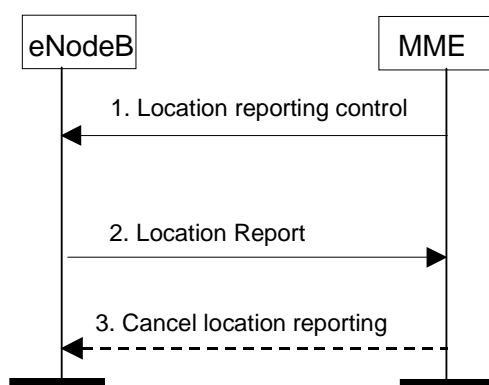 eNodeB
MME
1. Location reporting control
2. Location Report
3. Cancel location reporting